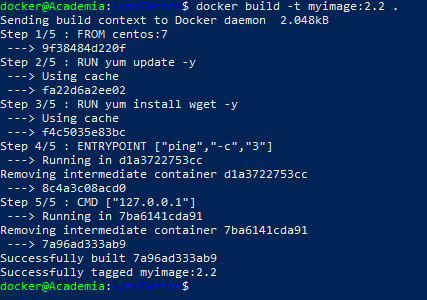 docker@Academia:~/myCentos$ docker build -t myimage:2.2 .
Sending build context to Docker daemon  2.048kB
Step 1/5 : FROM centos:7
 ---> 9f38484d220f
Step 2/5 : RUN yum update -y
 ---> Using cache
 ---> fa22d6a2ee02
Step 3/5 : RUN yum install wget -y
 ---> Using cache
 ---> f4c5035e83bc
Step 4/5 : ENTRYPOINT ["ping","-c","3"]
 ---> Running in d1a3722753cc
Removing intermediate container d1a3722753cc
 ---> 8c4a3c08acd0
Step 5/5 : CMD ["127.0.0.1"]
 ---> Running in 7ba6141cda91
Removing intermediate container 7ba6141cda91
 ---> 7a96ad333ab9
Successfully built 7a96ad333ab9
Successfully tagged myimage:2.2
docker@Academia:~/myCentos$